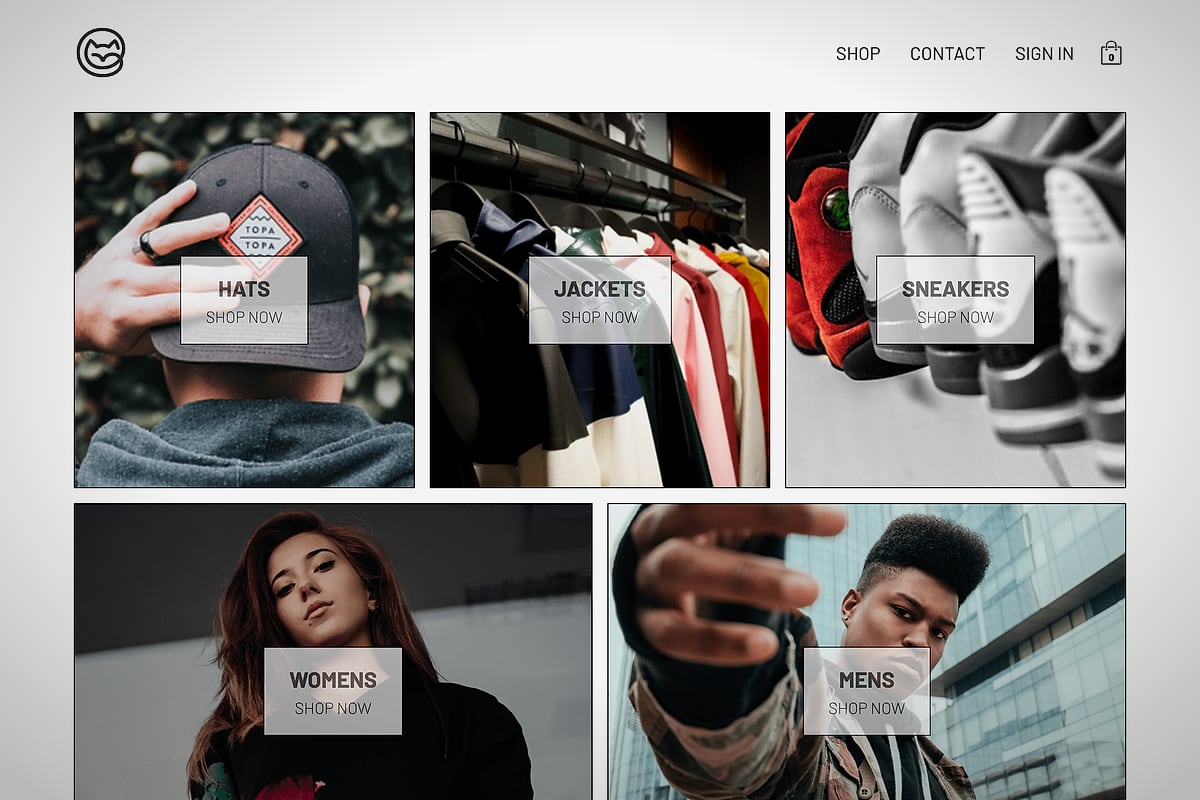 SHOP
CONTACT
SIGN IN
0
TOPA
TOPA
HATS
SHOP NOW
JACKETS
SHOP NOW
SNEAKERS
SHOP NOW
WOMENS
SHOP NOW
MENS
SHOP NOW